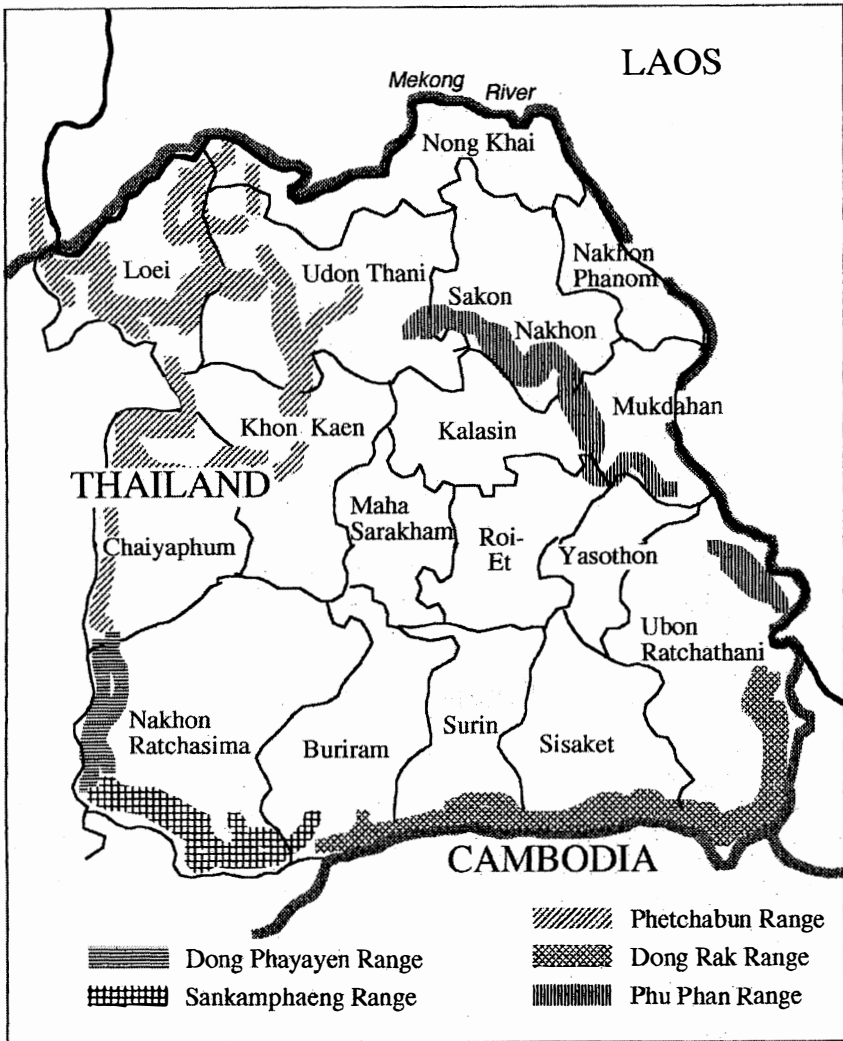 LAOS
Mekong River
Nong Khai
Nakhon
Phanom
Loei
Udon Thani
Sakon
Nakhon
Mukdahan
Khon Kaen
Kalasin
THAILAND
Maha
Sarakham
Roi-
Et
Yasothon
Chaiyaphum
Ubon
Ratchathani
Nakhon
Ratchasima
Buriram
Surin
Sisaket
CAMBODIA
Phetchabun Range
Dong Phayayen Range
Dong Rak Range
Sankamphaeng Range
Phu Phan Range